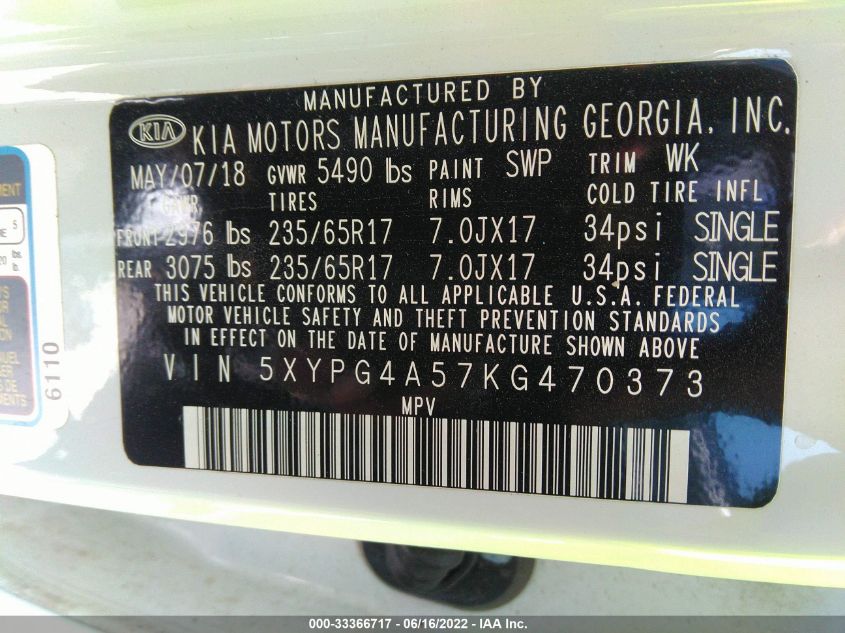 MANUFACTURED BY
KIA KIA MOTORS MANUFACTURING GEORGIA, INC.
MAY/07/18 GVWR 5490 lbs PAINT SWP TRIM WK
GAWR TIRES RIMS COLD TIRE INFL
FRONT 2976 lbs 235/65R17 7.0JX17 34psi SINGLE
REAR 3075 lbs 235/65R17 7.0JX17 34psi SINGLE
THIS VEHICLE CONFORMS TO ALL APPLICABLE U.S.A. FEDERAL
MOTOR VEHICLE SAFETY AND THEFT PREVENTION STANDARDS
IN EFFECT ON THE DATE OF MANUFACTURE SHOWN ABOVE
VIN 5XYPG4A57KG470373
MPV
6110
5
000-33366717 - 06/16/2022 - IAA Inc.